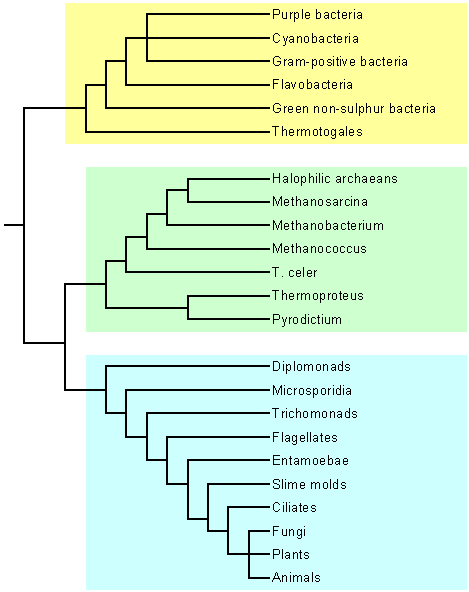 Purple bacteria
Cyanobacteria
Gram-positive bacteria
Flavobacteria
Green non-sulphur bacteria
Thermotogales
Halophilic archaeans
Methanosarcina
Methanobacterium
Methanococcus
T. celer
Thermoproteus
Pyrodictium
Diplomonads
Microsporidia
Trichomonads
Flagellates
Entamoebae
Slime molds
Ciliates
Fungi
Plants
Animals